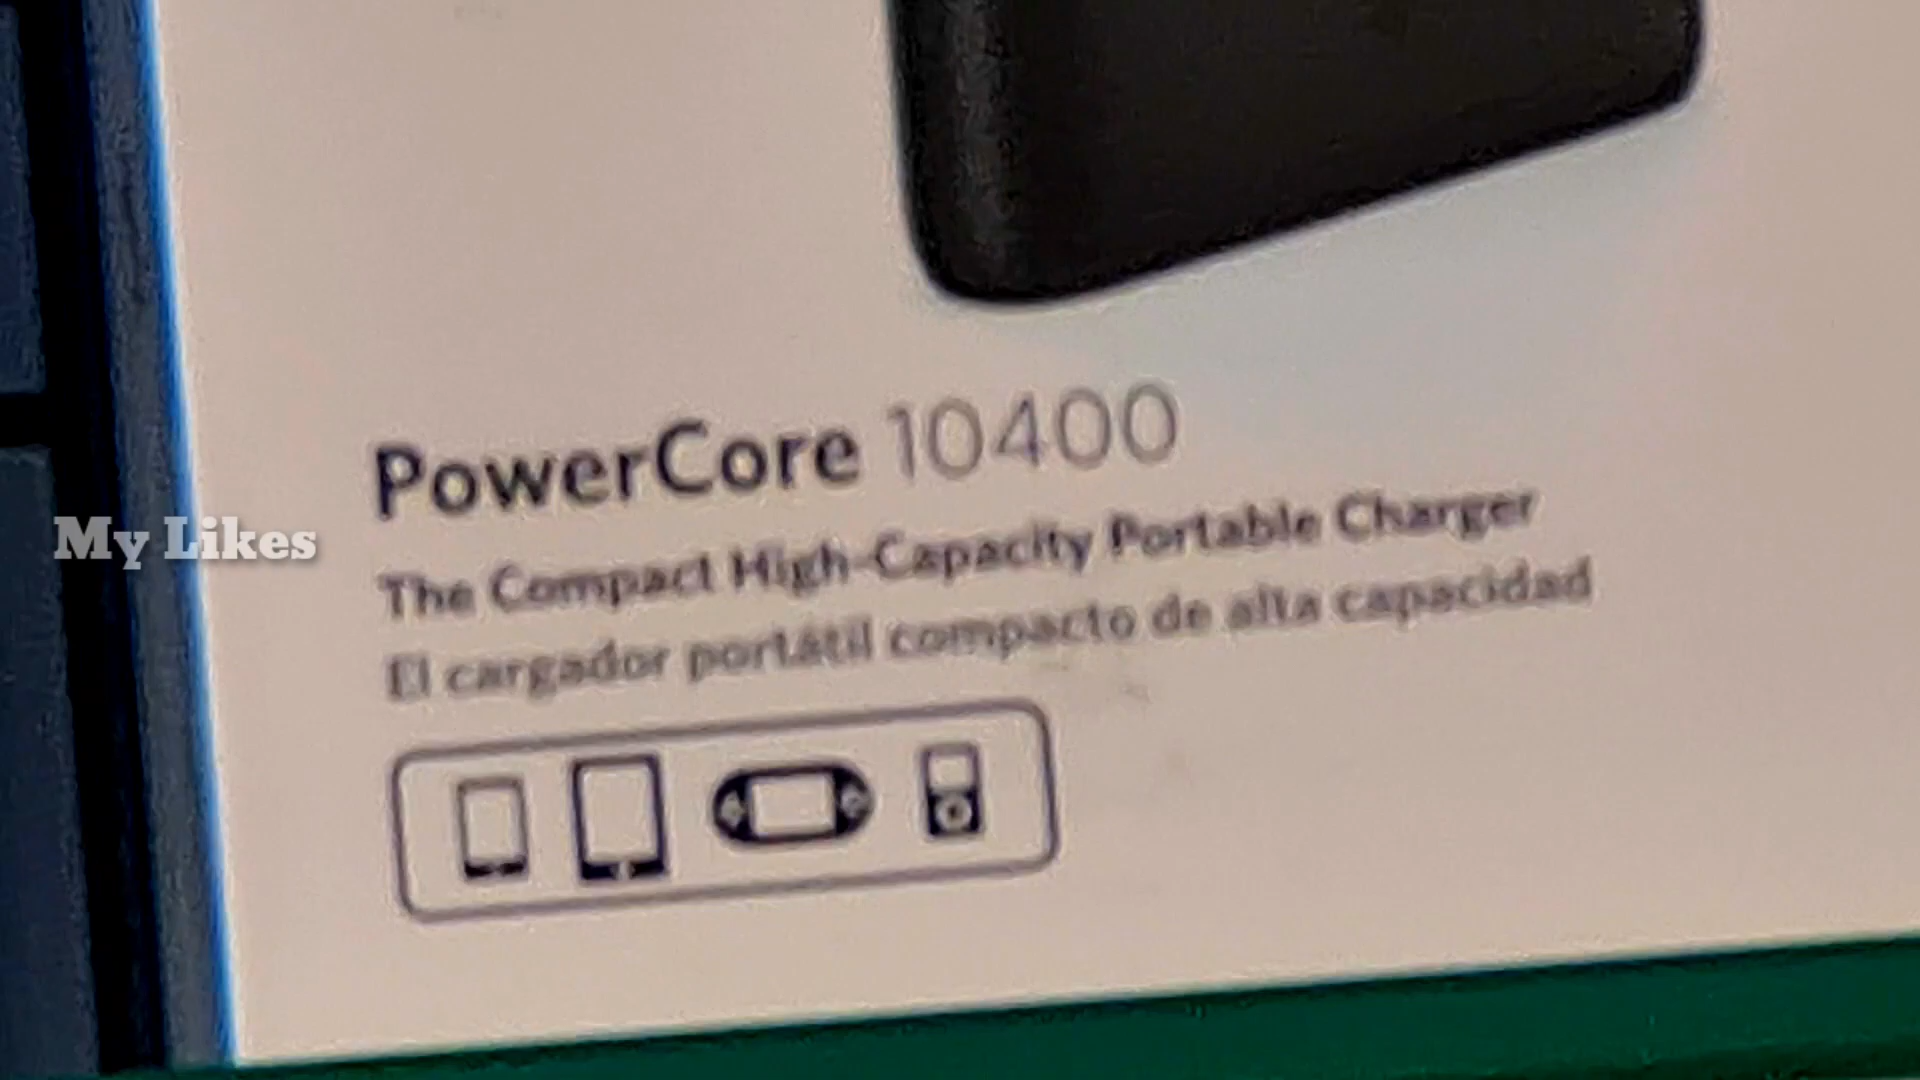 PowerCore 10400
My Likes
The Compact High-Capacity Portable Charger
El cargador portátil compacto de alta capacidad